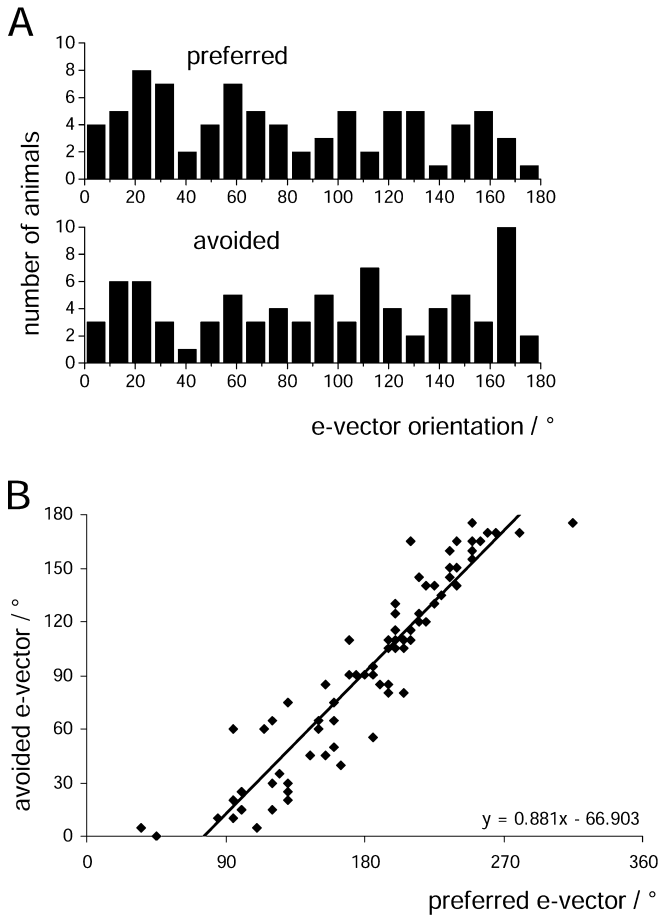 A
10
8
6
4
2
0
preferred
0 20 40 60 80 100 120 140 160 180
number of animals
10
8
6
4
2
0
avoided
0 20 40 60 80 100 120 140 160 180
e-vector orientation / °
B
180
150
120
90
60
30
0
avoided e-vector / °
y = 0.881x - 66.903
0 90 180 270 360
preferred e-vector / °